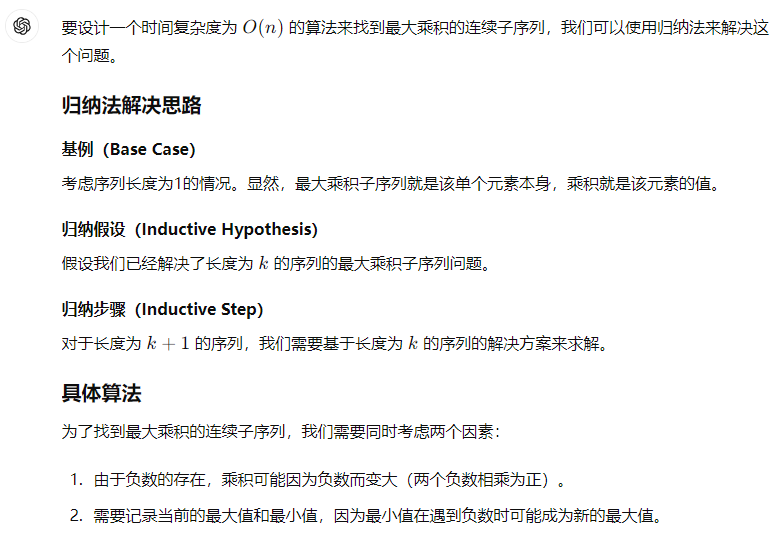 要设计一个时间复杂度为 O(n) 的算法来找到最大乘积的连续子序列，我们可以使用归纳法来解决这
个问题。
归纳法解决思路
基例（Base Case）
考虑序列长度为1的情况。显然，最大乘积子序列就是该单个元素本身，乘积就是该元素的值。
归纳假设（Inductive Hypothesis）
假设我们已经解决了长度为 k 的序列的最大乘积子序列问题。
归纳步骤（Inductive Step）
对于长度为 k + 1 的序列，我们需要基于长度为 k 的序列的解决方案来求解。
具体算法
为了找到最大乘积的连续子序列，我们需要同时考虑两个因素：
1. 由于负数的存在，乘积可能因为负数而变大（两个负数相乘为正）。
2. 需要记录当前的最大值和最小值，因为最小值在遇到负数时可能成为新的最大值。